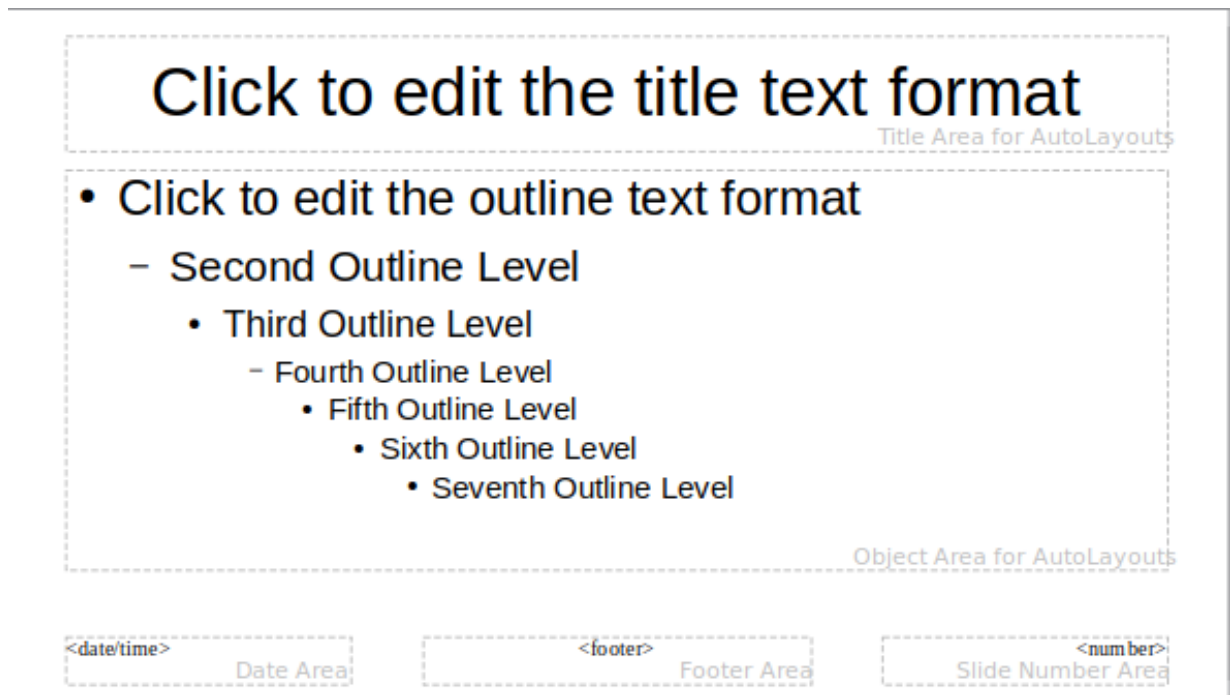 Click to edit the title text format
Title Area for AutoLayouts
• Click to edit the outline text format
– Second Outline Level
• Third Outline Level
– Fourth Outline Level
• Fifth Outline Level
• Sixth Outline Level
• Seventh Outline Level
Object Area for AutoLayouts
<date/time>
Date Area
<footer>
Footer Area
<number>
Slide Number Area